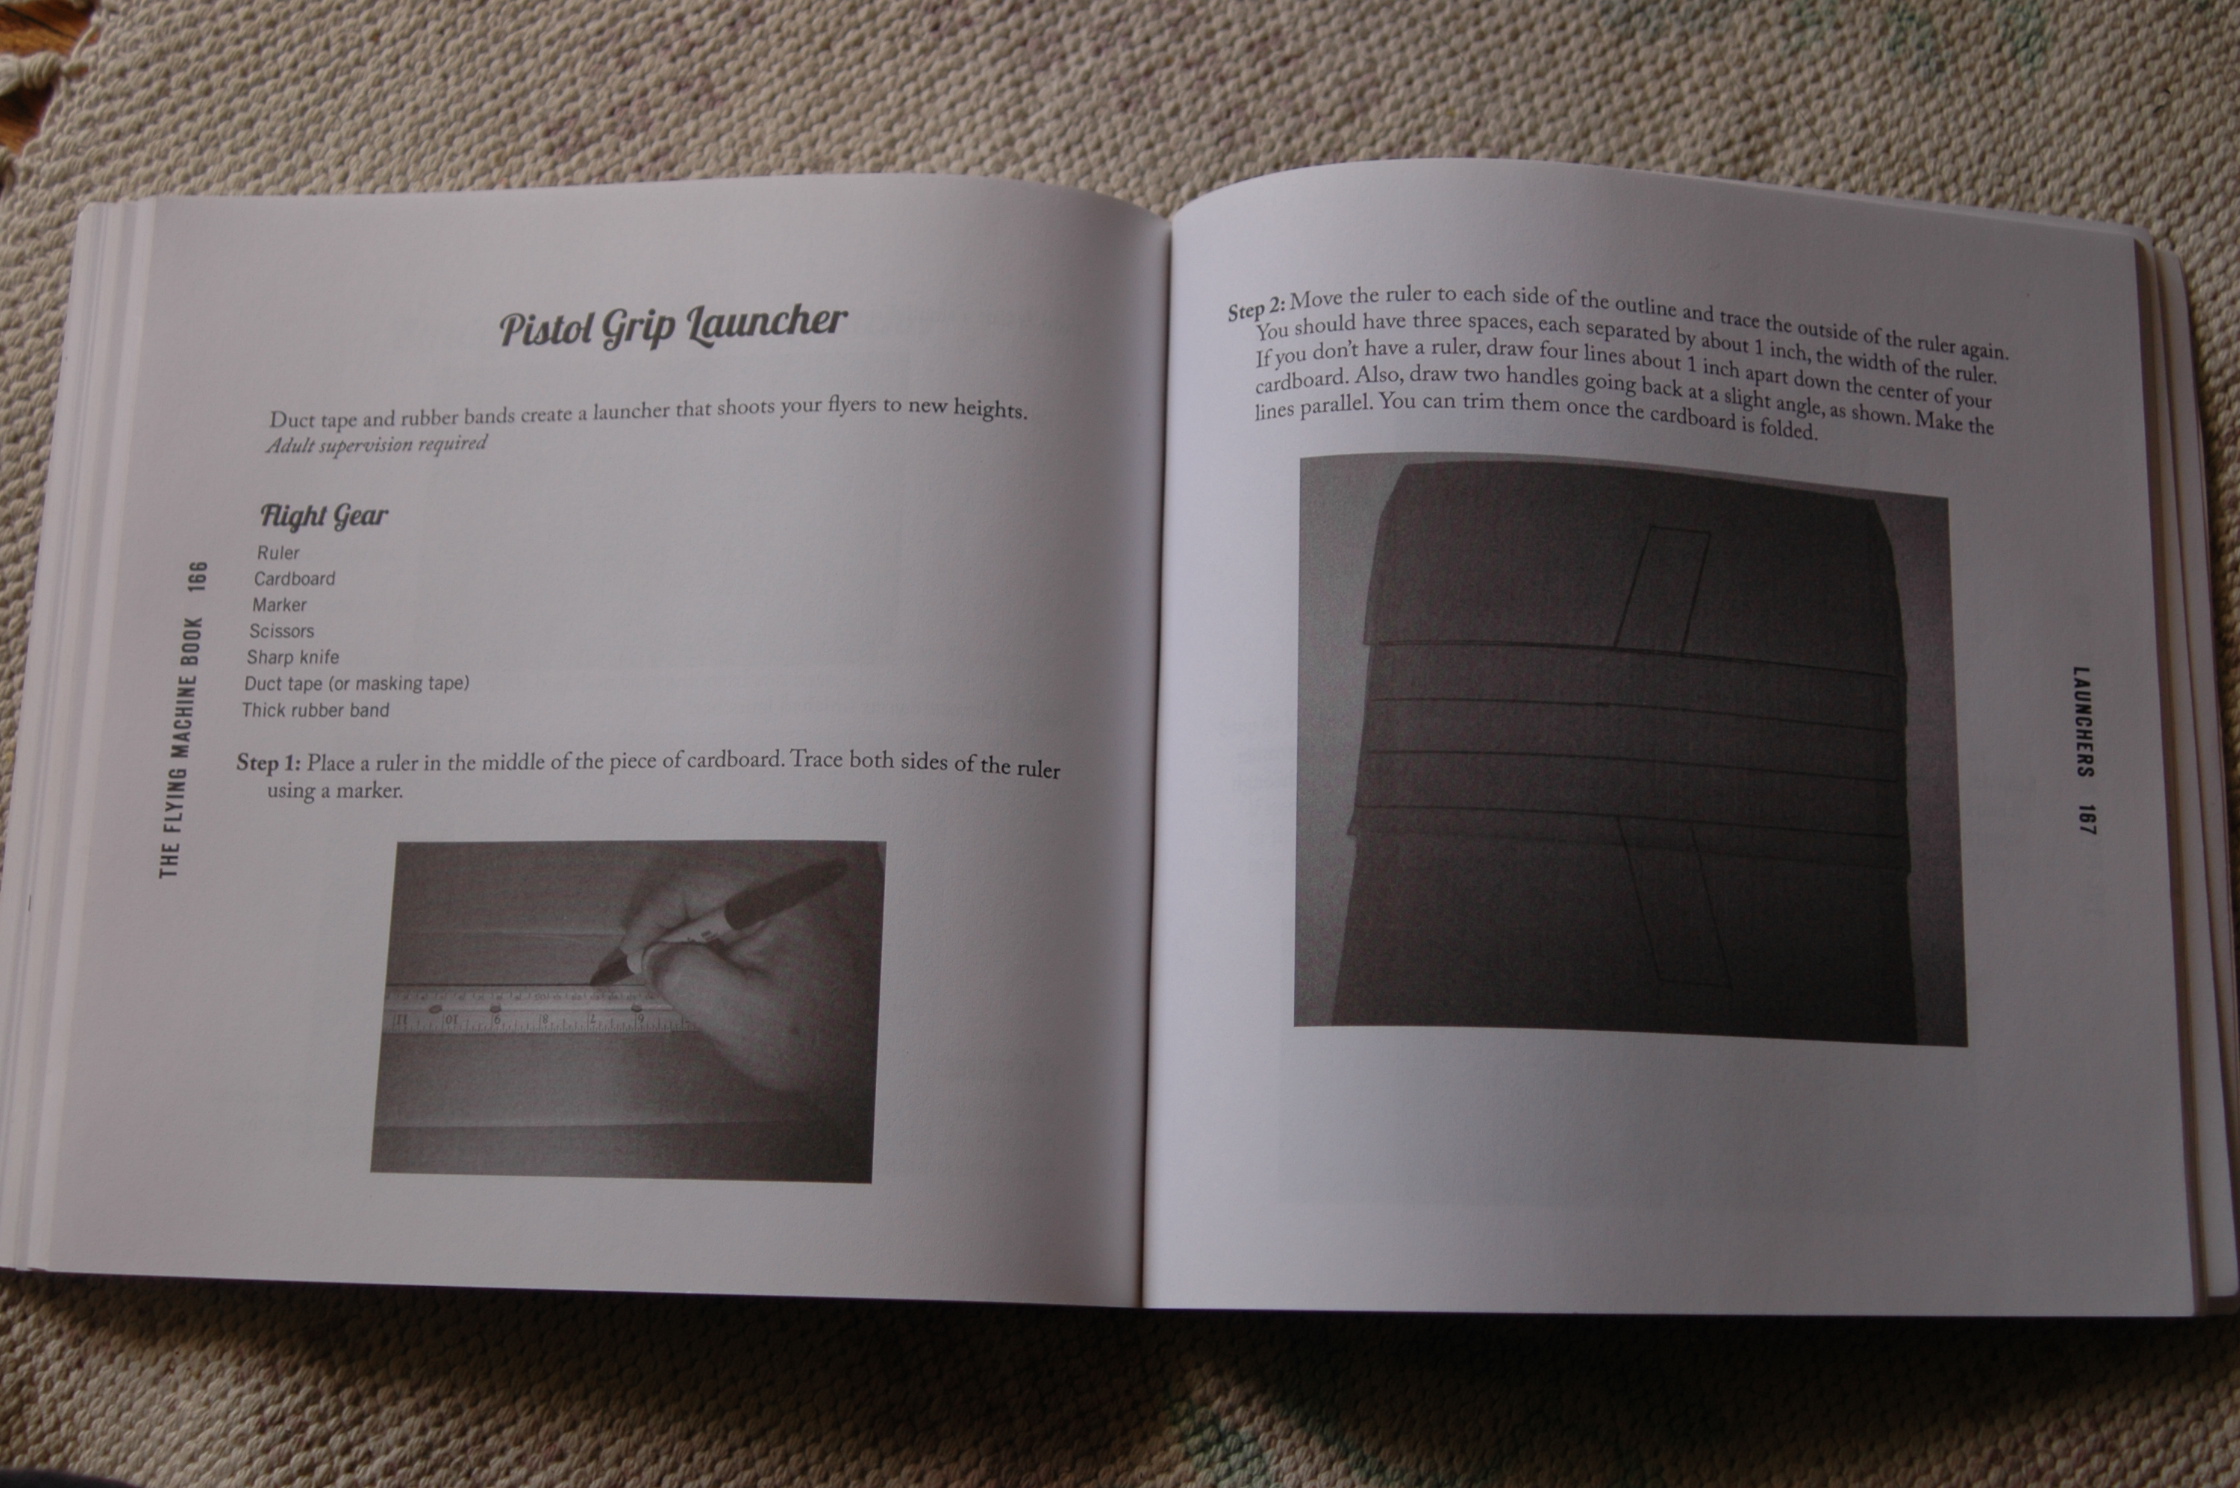 THE FLYING MACHINE BOOK 166
Pistol Grip Launcher
Duct tape and rubber bands create a launcher that shoots your flyers to new heights.
Adult supervision required
Flight Gear
Ruler
Cardboard
Marker
Scissors
Sharp knife
Duct tape (or masking tape)
Thick rubber band
Step 1: Place a ruler in the middle of the piece of cardboard. Trace both sides of the ruler
using a marker.
Step 2: Move the ruler to each side of the outline and trace the outside of the ruler again.
You should have three spaces, each separated by about 1 inch, the width of the ruler.
If you don't have a ruler, draw four lines about 1 inch apart down the center of your
cardboard. Also, draw two handles going back at a slight angle, as shown. Make the
lines parallel. You can trim them once the cardboard is folded.
LAUNCHERS 167